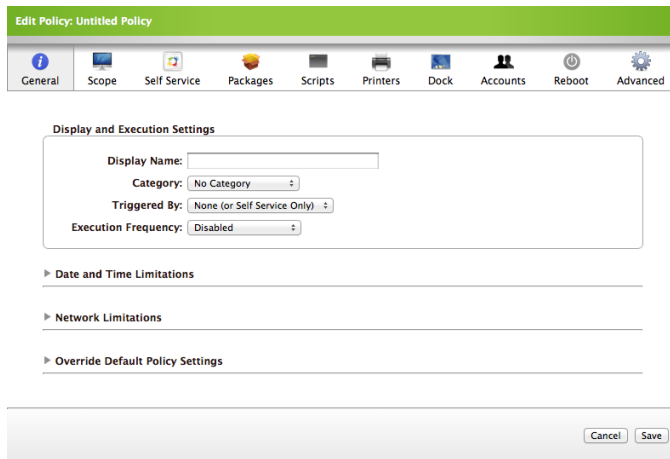 Edit Policy: Untitled Policy
General Scope Self Service Packages Scripts Printers Dock Accounts Reboot Advanced
Display and Execution Settings
Display Name:
Category: No Category
Triggered By: None (or Self Service Only)
Execution Frequency: Disabled
Date and Time Limitations
Network Limitations
Override Default Policy Settings
Cancel Save